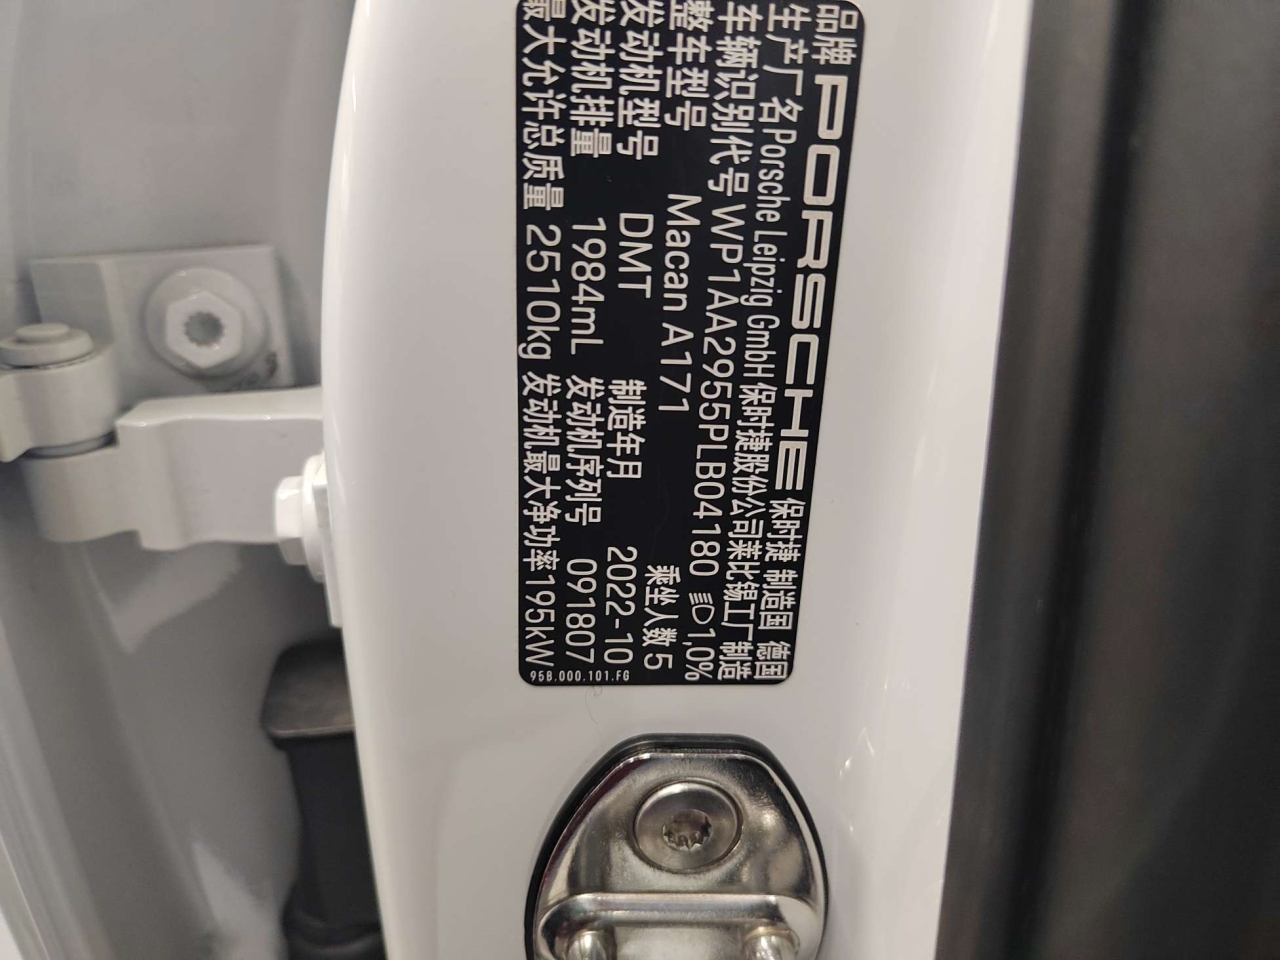 品牌 PORSCHE 保时捷 制造国 德国
生产厂名 Porsche Leipzig GmbH 保时捷股份公司莱比锡工厂 制造
车辆识别代号 WP1AA2955PLB04180 1,0%
整车型号 Macan A171 乘坐人数 5
发动机型号 DMT 制造年月 2022-10
发动机排量 1984mL 发动机序列号 091807
最大允许总质量 2510kg 发动机最大净功率 195kW
95B.000.101.FG